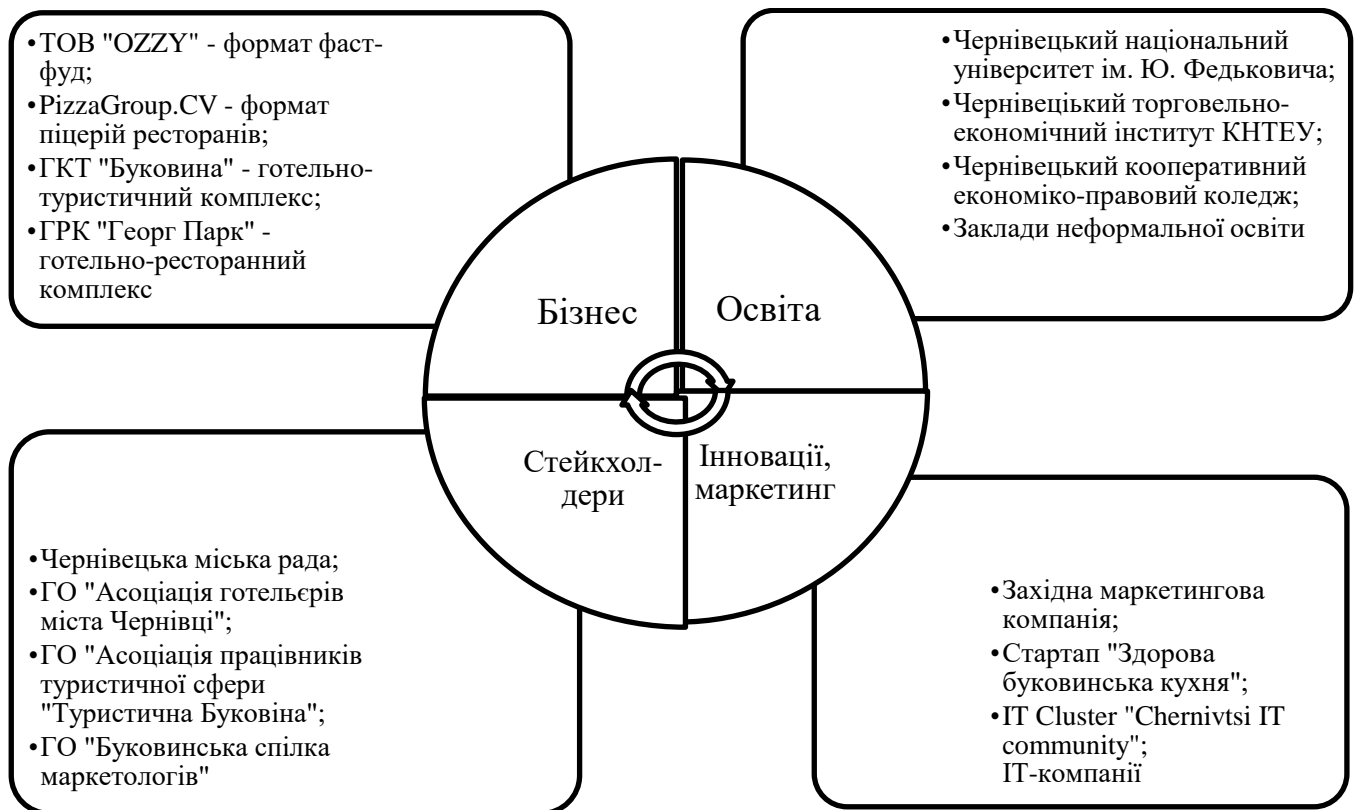 •ТОВ "OZZY" - формат фаст-
фуд;
•PizzaGroup.CV - формат
піцерій ресторанів;
•ГКТ "Буковина" - готельно-
туристичний комплекс;
•ГРК "Георг Парк" -
готельно-ресторанний
комплекс
•Чернівецький національний
університет ім. Ю. Федьковича;
•Чернівеціький торговельно-
економічний інститут КНТЕУ;
•Чернівецький кооперативний
економіко-правовий коледж;
•Заклади неформальної освіти
Бізнес
Освіта
Стейкхол-
дери
Інновації,
маркетинг
•Чернівецька міська рада;
•ГО "Асоціація готельєрів
міста Чернівці";
•ГО "Асоціація працівників
туристичної сфери
"Туристична Буковіна";
•ГО "Буковинська спілка
маркетологів"
•Західна маркетингова
компанія;
•Стартап "Здорова
буковинська кухня";
•IT Cluster "Chernivtsi IT
community";
ІТ-компанії